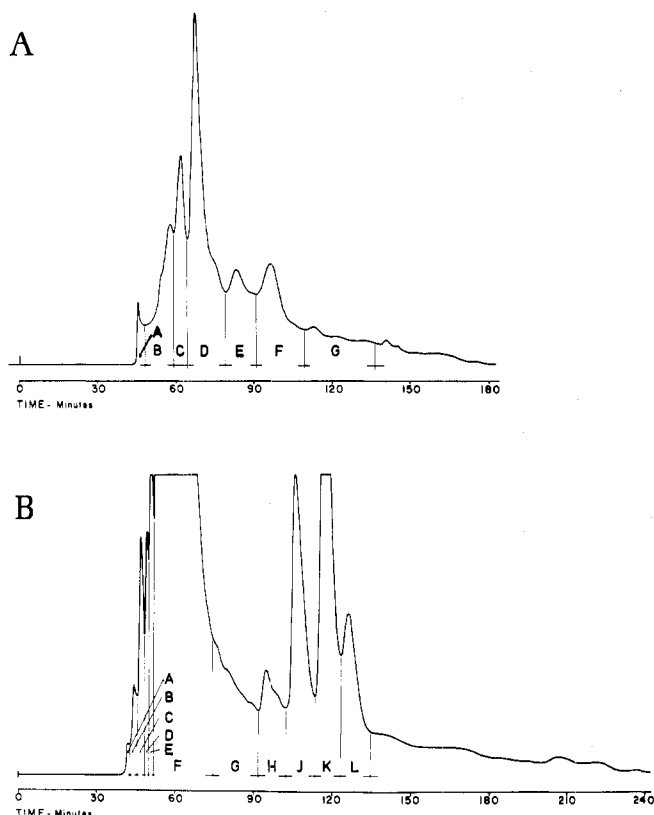 A
A
B C D E F G
0 30 60 90 120 150 180
TIME - Minutes
B
A
B
C
D
E
F G H J K L
0 30 60 90 120 150 180 210 240
TIME - Minutes